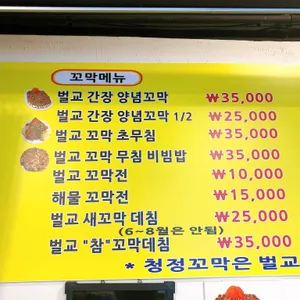 꼬막메뉴
벌교 간장 양념꼬막 ₩35,000
벌교 간장 양념꼬막 1/2 ₩25,000
벌교 꼬막 초무침 ₩35,000
벌교 꼬막 무침 비빔밥 ₩35,000
벌교 꼬막전 ₩10,000
해물 꼬막전 ₩15,000
벌교 새꼬막 데침 ₩25,000
(6~8월은 안됨)
벌교 "참"꼬막데침 ₩35,000
* 청정꼬막은 벌교